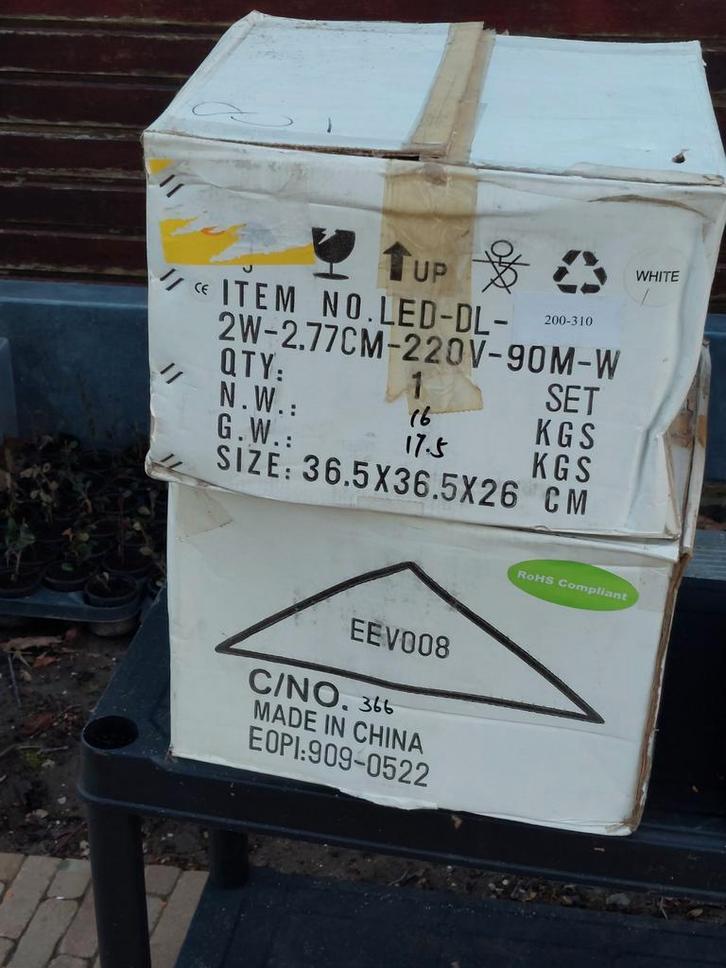 UP
WHITE
CE ITEM NO.LED-DL- 200-310
2W-2.77CM-220V-90M-W
QTY: 1 SET
N.W.: 16 KGS
G.W.: 17.5 KGS
SIZE: 36.5X36.5X26 CM
RoHS Compliant
EEV008
C/NO. 366
MADE IN CHINA
EOPI:909-0522